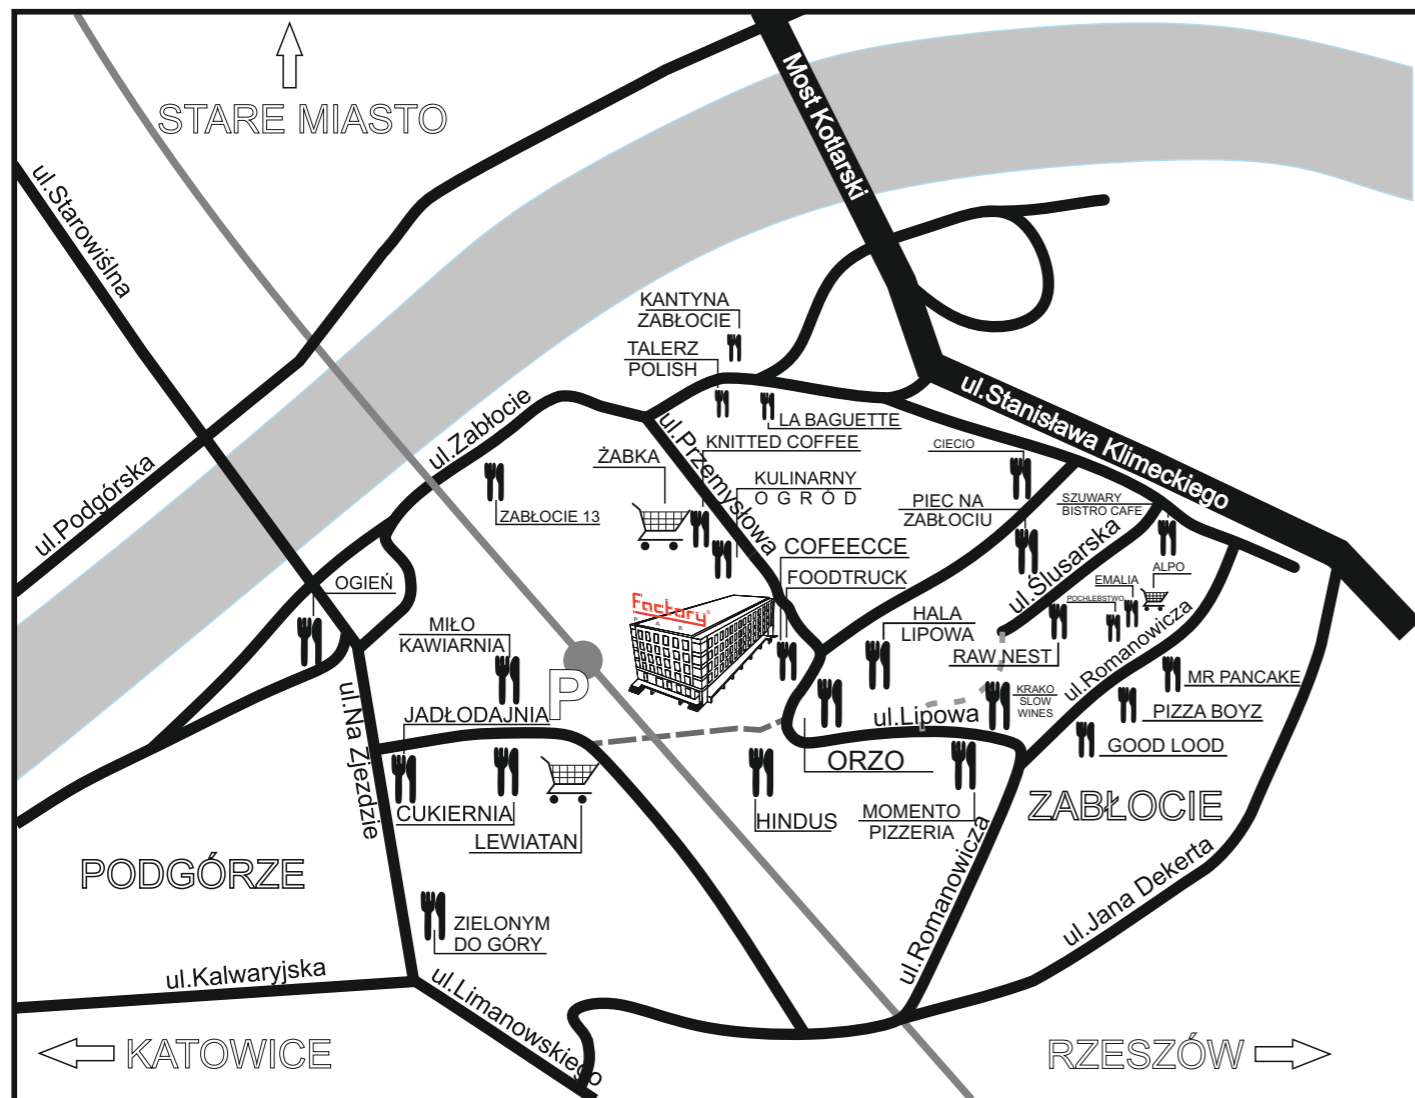 STARE MIASTO
Most Kotlarski
ul.Starowiślna
KANTYNA
ZABŁOCIE
TALERZ
POLISH
ul.Stanisława Klimeckiego
LA BAGUETTE
ul.Zabłocie
ul.Przemysłowa
KNITTED COFFEE
CIECIO
ŻABKA
KULINARNY
OGRÓD
ul.Podgórska
ZABŁOCIE 13
PIEC NA
ZABŁOCIU
SZUWARY
BISTRO CAFE
COFEECCE
FOODTRUCK
ul.Ślusarska
ALPO
EMALIA
POCHLEBSTWO
OGIEŃ
Factory
PARK
HALA
LIPOWA
MIŁO
KAWIARNIA
RAW NEST
ul.Romanowicza
MR PANCAKE
P
KRAKO
SLOW
WINES
JADŁODAJNIA
ul.Lipowa
PIZZA BOYZ
GOOD LOOD
ul.Na Zjezdzie
ORZO
CUKIERNIA
HINDUS
MOMENTO
PIZZERIA
ZABŁOCIE
LEWIATAN
PODGÓRZE
ul.Romanowicza
ul.Jana Dekerta
ZIELONYM
DO GÓRY
ul.Kalwaryjska
ul.Limanowskiego
KATOWICE
RZESZÓW